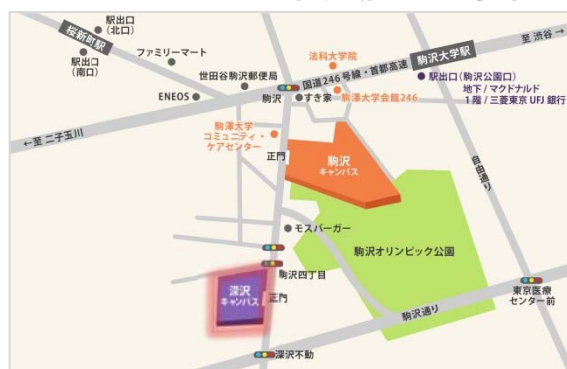 駅出口
（北口）
桜新町駅
駅出口
（南口）
ファミリーマート
ENEOS
世田谷駒沢郵便局
法科大学院
国道246号線・首都高速
駒沢大学駅
至 渋谷 →
駅出口（駒沢公園口）
地下 / マクドナルド
1階 / 三菱東京UFJ銀行
駒沢
すき家
駒澤大学会館246
←至 二子玉川
駒澤大学
コミュニティ・
ケアセンター
正門
駒沢
キャンパス
自由通り
モスバーガー
駒沢オリンピック公園
駒沢四丁目
深沢
キャンパス
正門
駒沢通り
東京医療
センター前
深沢不動